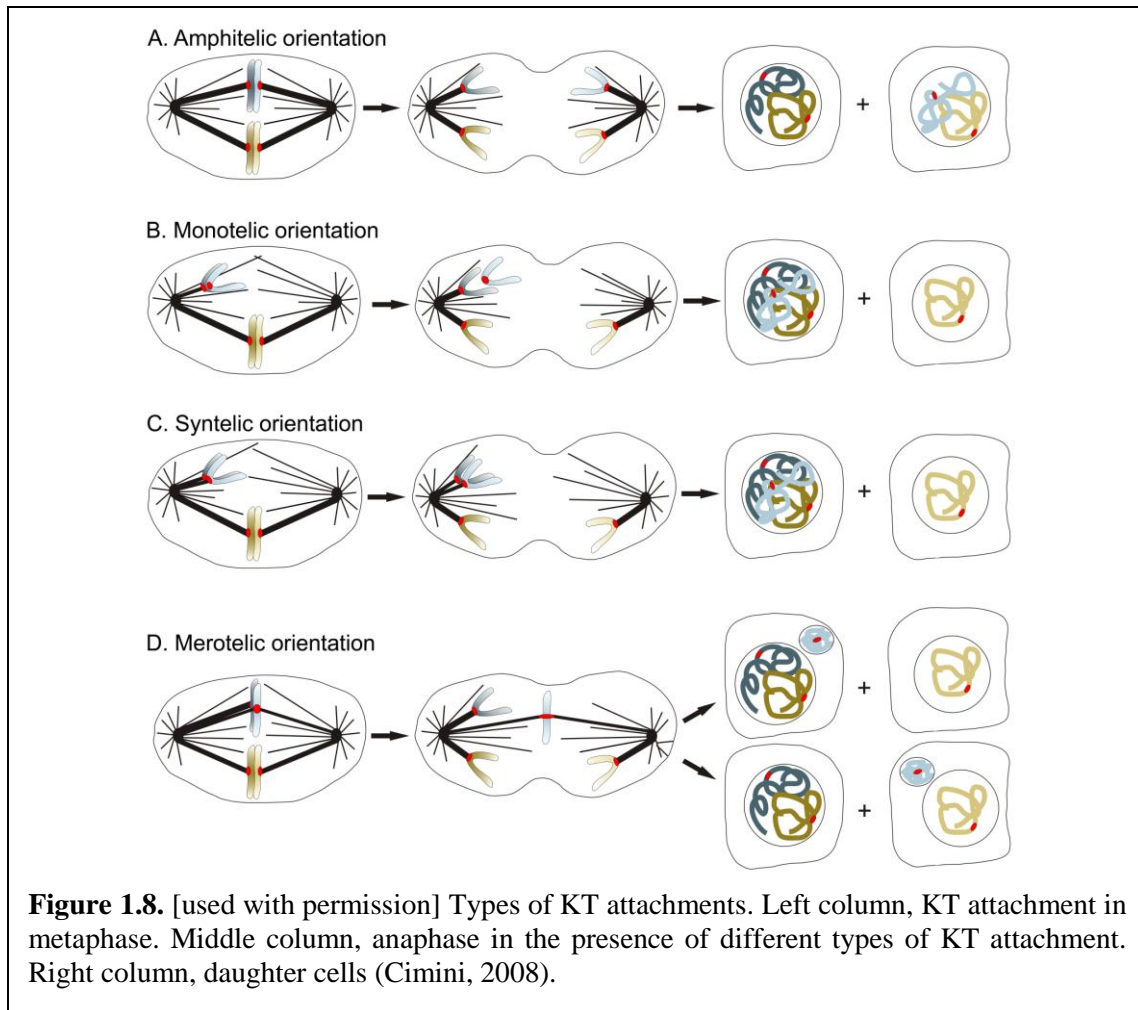 A. Amphitelic orientation
+
B. Monotelic orientation
+
C. Syntelic orientation
+
D. Merotelic orientation
+
+
Figure 1.8. [used with permission] Types of KT attachments. Left column, KT attachment in
metaphase. Middle column, anaphase in the presence of different types of KT attachment.
Right column, daughter cells (Cimini, 2008).